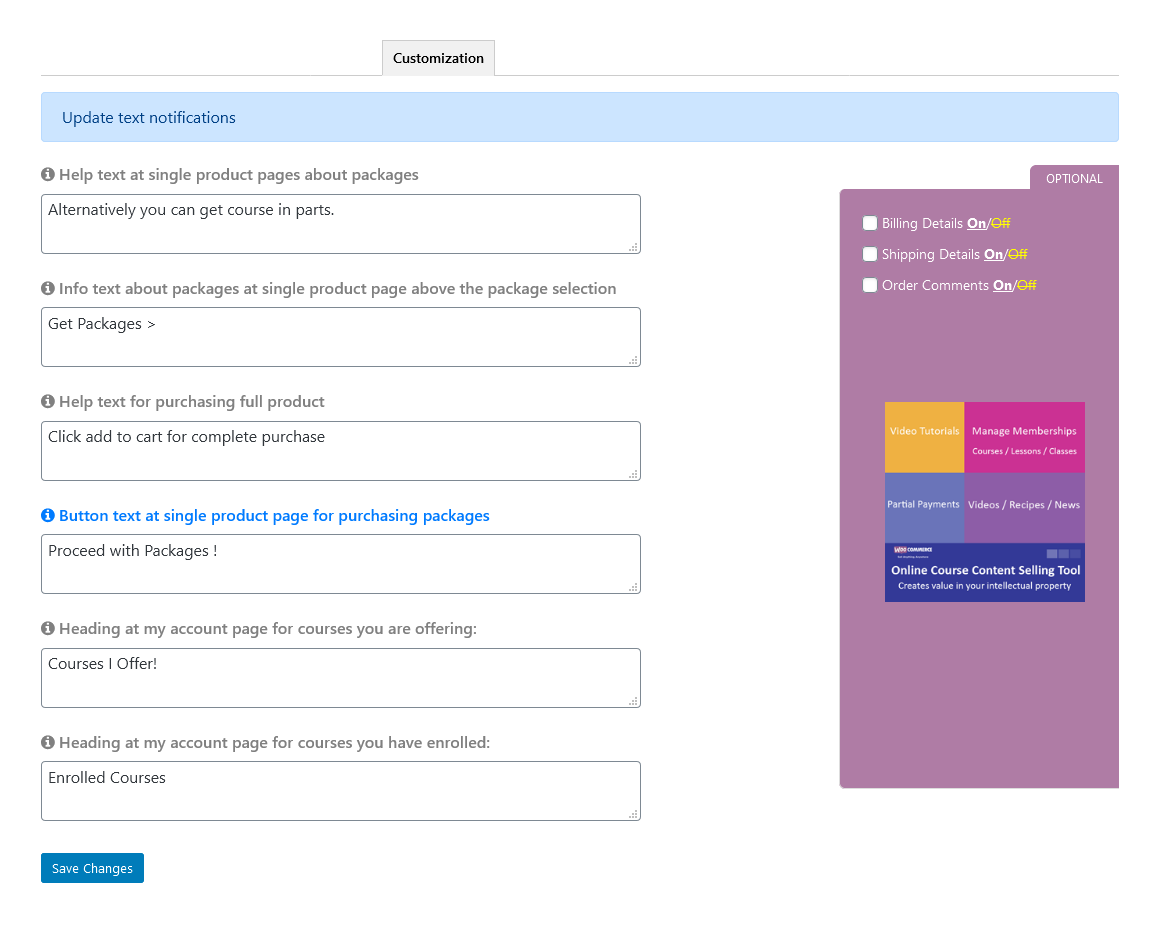 Customization
Update text notifications
Help text at single product pages about packages
Alternatively you can get course in parts.
Info text about packages at single product page above the package selection
Get Packages >
Help text for purchasing full product
Click add to cart for complete purchase
Button text at single product page for purchasing packages
Proceed with Packages !
Heading at my account page for courses you are offering:
Courses I Offer!
Heading at my account page for courses you have enrolled:
Enrolled Courses
Save Changes
OPTIONAL
Billing Details On/Off
Shipping Details On/Off
Order Comments On/Off
Video Tutorials
Manage Memberships
Courses / Lessons / Classes
Partial Payments
Videos / Recipes / News
WOO COMMERCE
Online Course Content Selling Tool
Creates value in your intellectual property